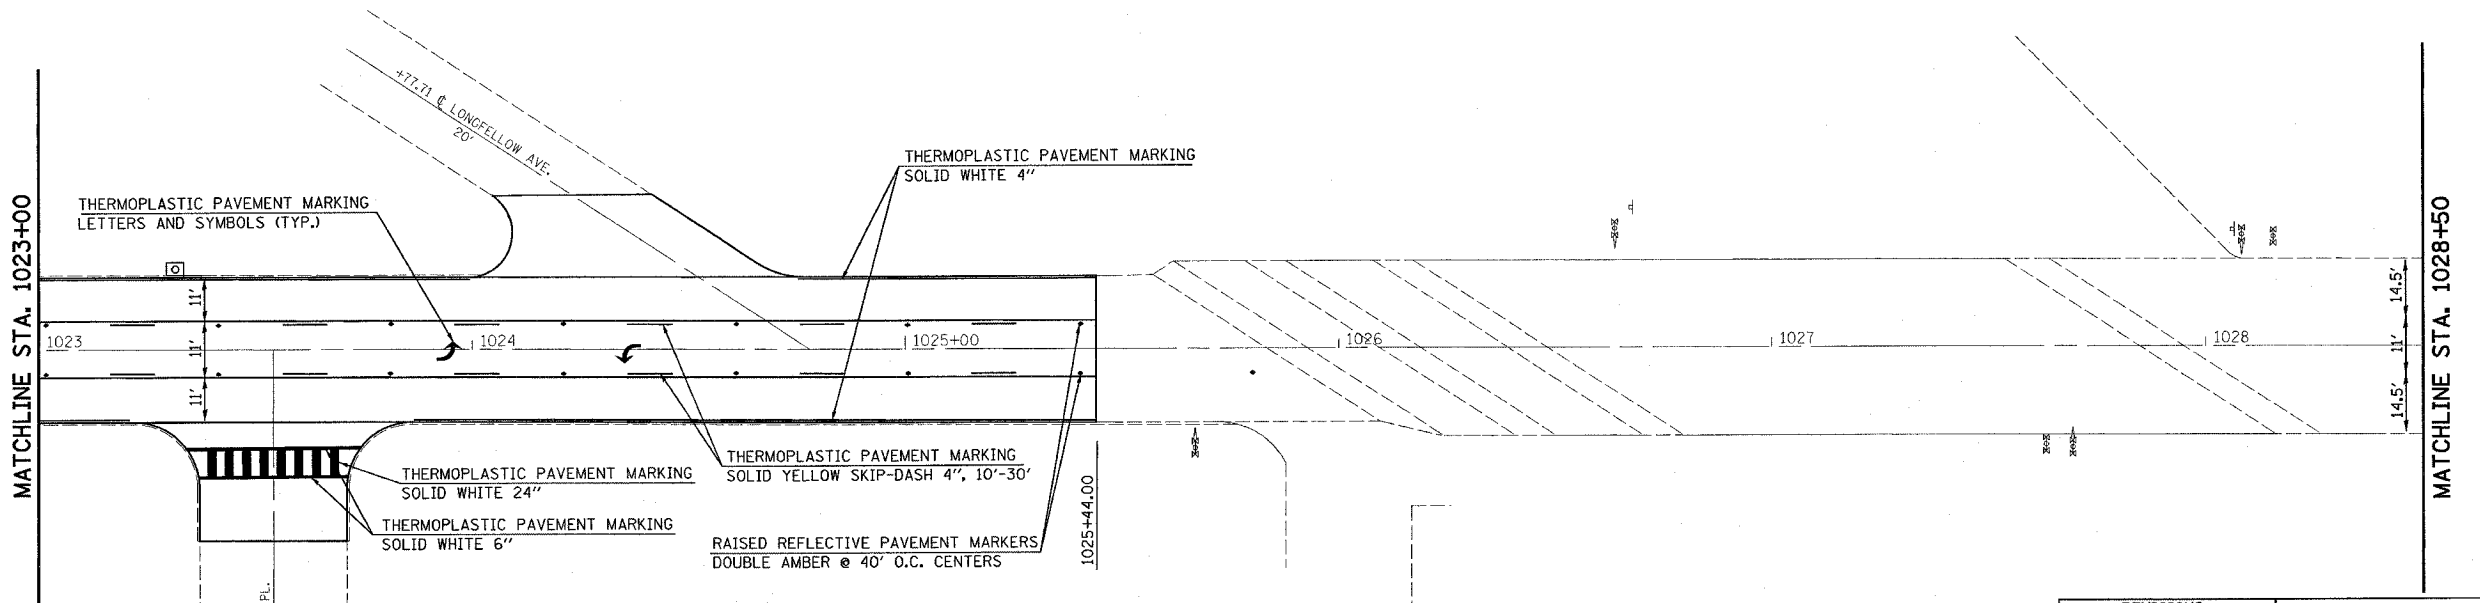 +77.71 ℄ LONGFELLOW AVE.
20'
THERMOPLASTIC PAVEMENT MARKING
SOLID WHITE 4"
THERMOPLASTIC PAVEMENT MARKING
LETTERS AND SYMBOLS (TYP.)
MATCHLINE STA. 1023+00
MATCHLINE STA. 1028+50
11'
11'
11'
1023
1024
1025+00
1026
1027
1028
14.5'
11'
14.5'
THERMOPLASTIC PAVEMENT MARKING
SOLID YELLOW SKIP-DASH 4", 10'-30'
THERMOPLASTIC PAVEMENT MARKING
SOLID WHITE 24"
THERMOPLASTIC PAVEMENT MARKING
SOLID WHITE 6"
RAISED REFLECTIVE PAVEMENT MARKERS
DOUBLE AMBER @ 40' O.C. CENTERS
1025+44.00
PL.